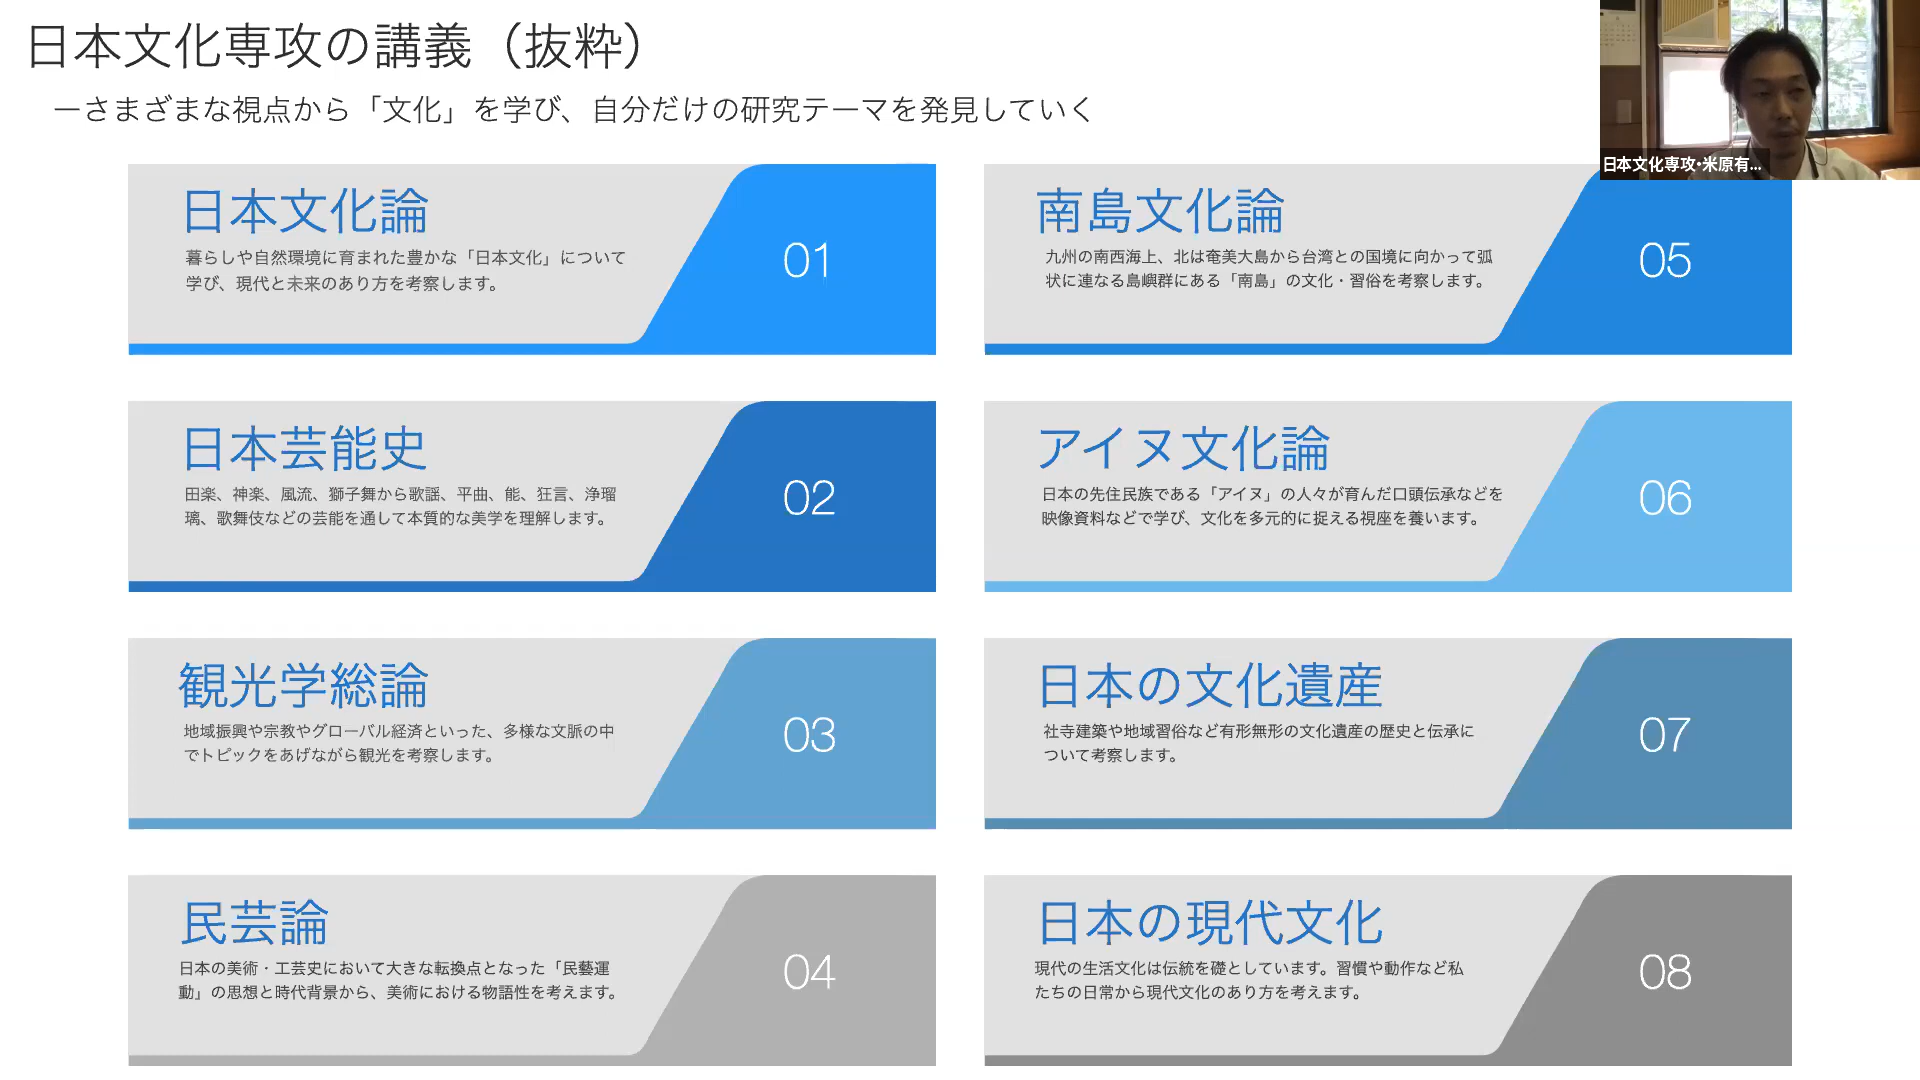 日本文化専攻の講義（抜粋）
ーさまざまな視点から「文化」を学び、自分だけの研究テーマを発見していく
日本文化専攻•米原有...
日本文化論
暮らしや自然環境に育まれた豊かな「日本文化」について
学び、現代と未来のあり方を考察します。
01
日本芸能史
田楽、神楽、風流、獅子舞から歌謡、平曲、能、狂言、浄瑠
璃、歌舞伎などの芸能を通して本質的な美学を理解します。
02
観光学総論
地域振興や宗教やグローバル経済といった、多様な文脈の中
でトピックをあげながら観光を考察します。
03
民芸論
日本の美術・工芸史において大きな転換点となった「民藝運
動」の思想と時代背景から、美術における物語性を考えます。
04
南島文化論
九州の南西海上、北は奄美大島から台湾との国境に向かって弧
状に連なる島嶼群にある「南島」の文化・習俗を考察します。
05
アイヌ文化論
日本の先住民族である「アイヌ」の人々が育んだ口頭伝承などを
映像資料などで学び、文化を多元的に捉える視座を養います。
06
日本の文化遺産
社寺建築や地域習俗など有形無形の文化遺産の歴史と伝承に
ついて考察します。
07
日本の現代文化
現代の生活文化は伝統を礎としています。習慣や動作など私
たちの日常から現代文化のあり方を考えます。
08